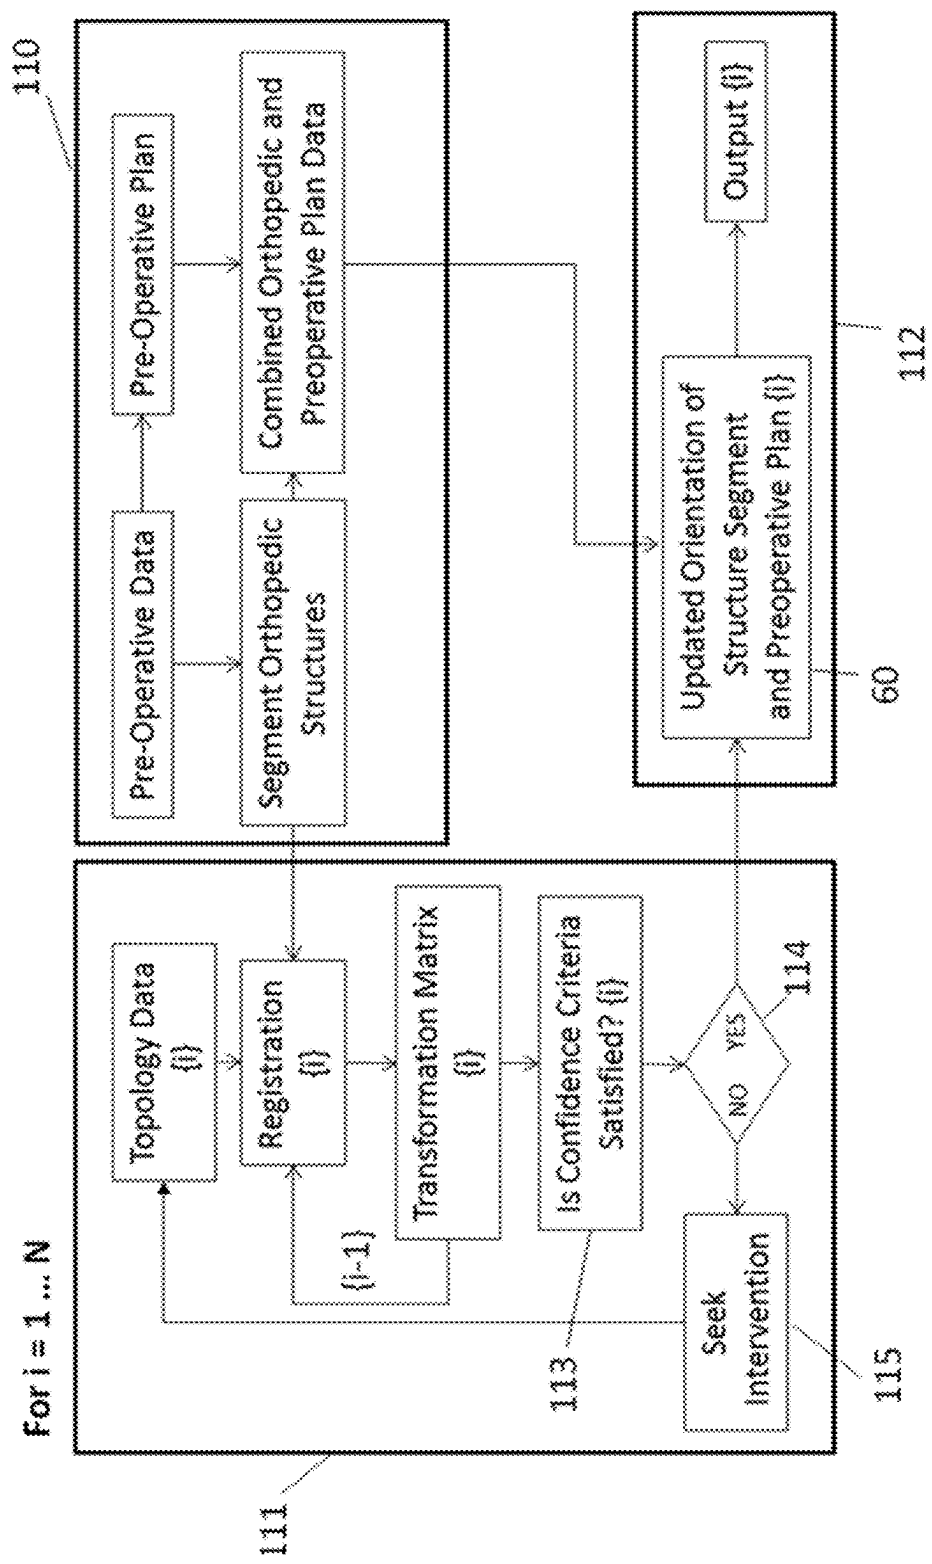 For i = 1 ... N
111
Topology Data
{i}
Registration
{i}
{i-1}
Transformation Matrix
{i}
Is Confidence Criteria
Satisfied? {i}
113
NO
YES
114
Seek
Intervention
115
110
Pre-Operative Data
Pre-Operative Plan
Segment Orthopedic
Structures
Combined Orthopedic and
Preoperative Plan Data
Updated Orientation of
Structure Segment
and Preoperative Plan {i}
60
Output {i}
112